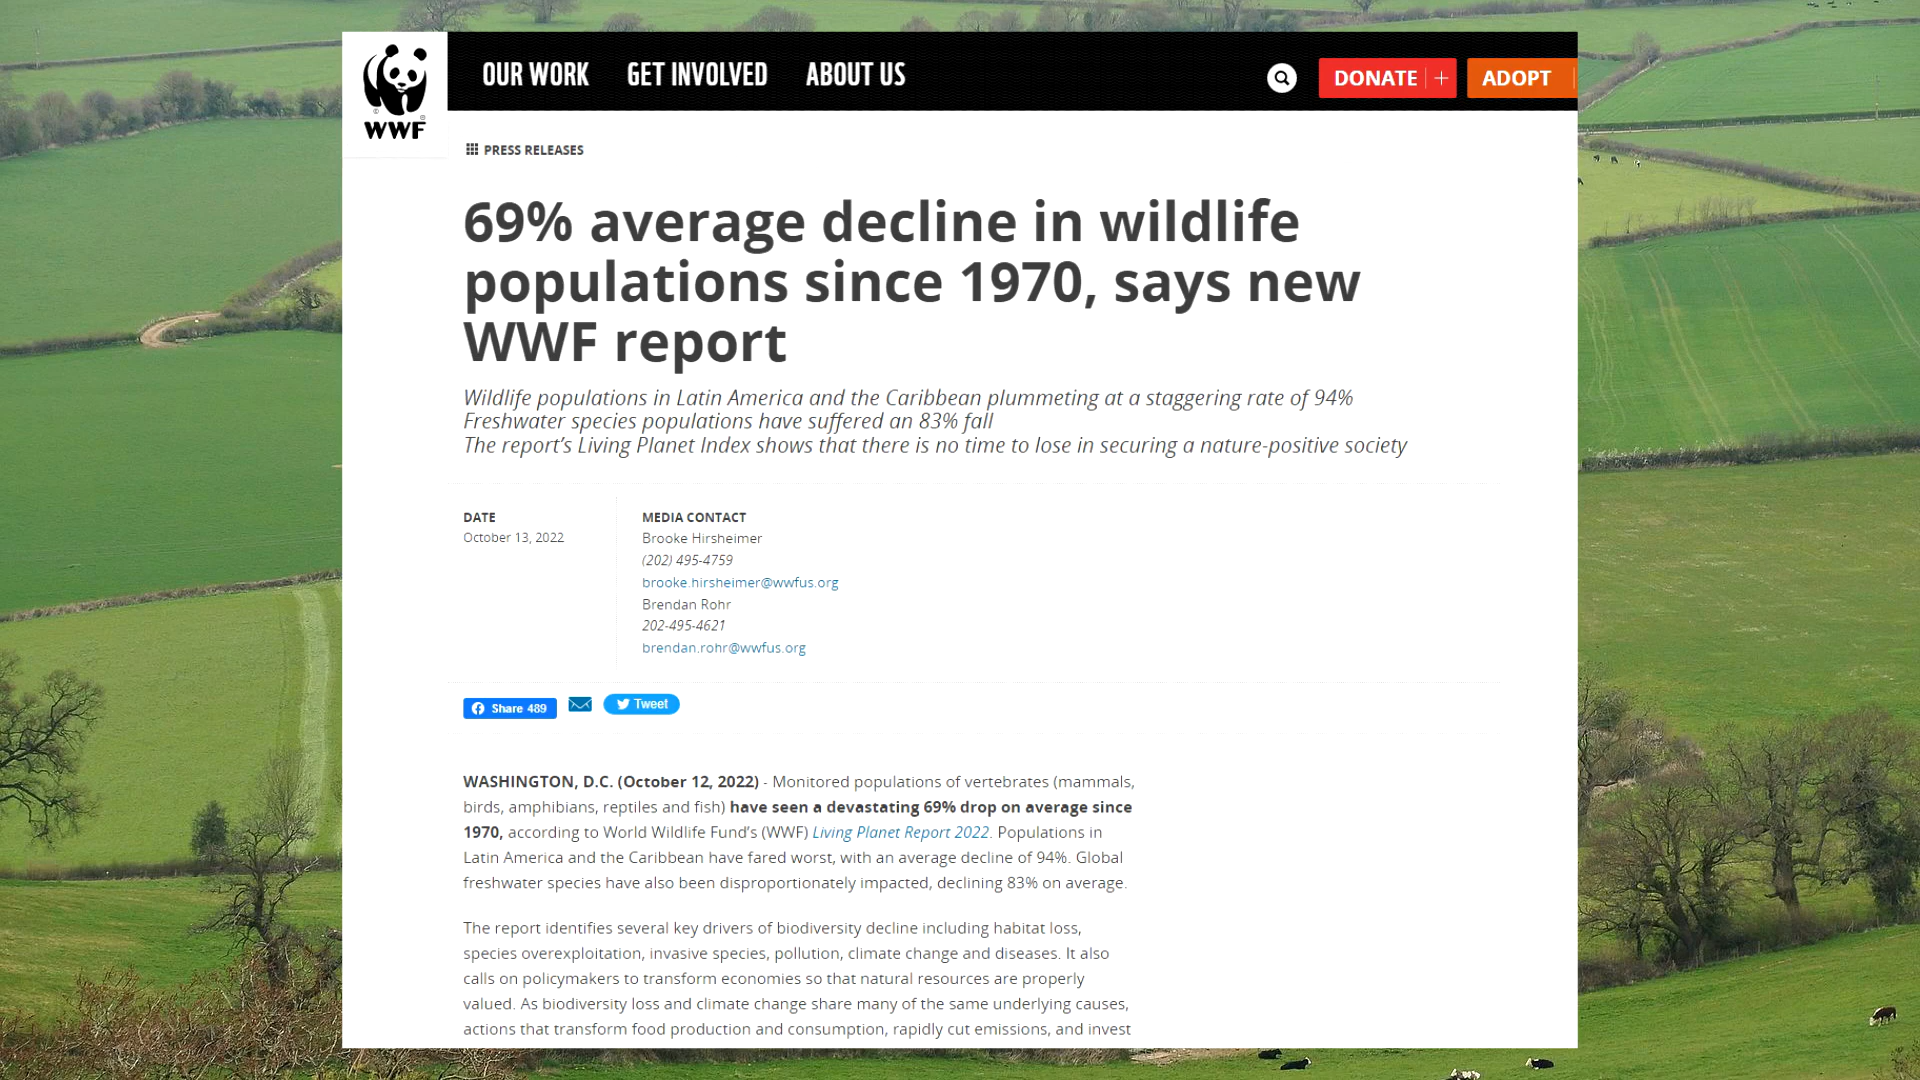 WWF
OUR WORK
GET INVOLVED
ABOUT US
DONATE +
ADOPT
PRESS RELEASES
69% average decline in wildlife
populations since 1970, says new
WWF report
Wildlife populations in Latin America and the Caribbean plummeting at a staggering rate of 94%
Freshwater species populations have suffered an 83% fall
The report's Living Planet Index shows that there is no time to lose in securing a nature-positive society
DATE
October 13, 2022
MEDIA CONTACT
Brooke Hirsheimer
(202) 495-4759
brooke.hirsheimer@wwfus.org
Brendan Rohr
202-495-4621
brendan.rohr@wwfus.org
Share 489
Tweet
WASHINGTON, D.C. (October 12, 2022) - Monitored populations of vertebrates (mammals,
birds, amphibians, reptiles and fish) have seen a devastating 69% drop on average since
1970, according to World Wildlife Fund's (WWF) Living Planet Report 2022. Populations in
Latin America and the Caribbean have fared worst, with an average decline of 94%. Global
freshwater species have also been disproportionately impacted, declining 83% on average.
The report identifies several key drivers of biodiversity decline including habitat loss,
species overexploitation, invasive species, pollution, climate change and diseases. It also
calls on policymakers to transform economies so that natural resources are properly
valued. As biodiversity loss and climate change share many of the same underlying causes,
actions that transform food production and consumption, rapidly cut emissions, and invest